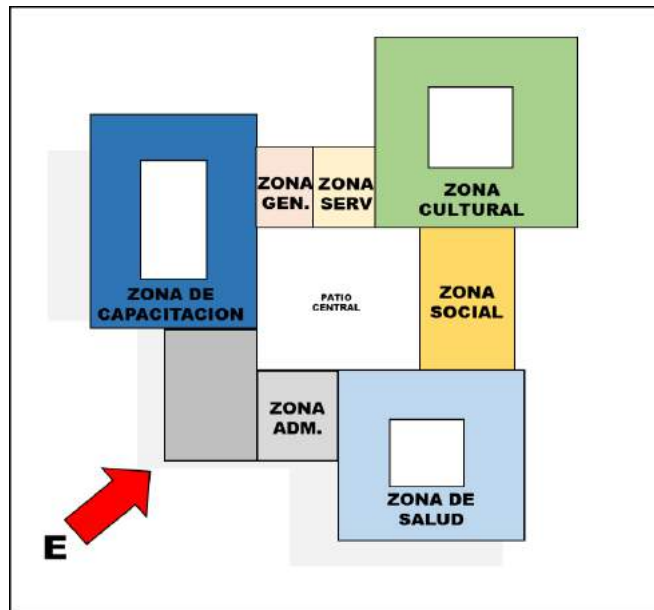 ZONA
GEN.
ZONA
SERV
ZONA
CULTURAL
ZONA DE
CAPACITACION
PATIO
CENTRAL
ZONA
SOCIAL
ZONA
ADM.
ZONA DE
SALUD
E